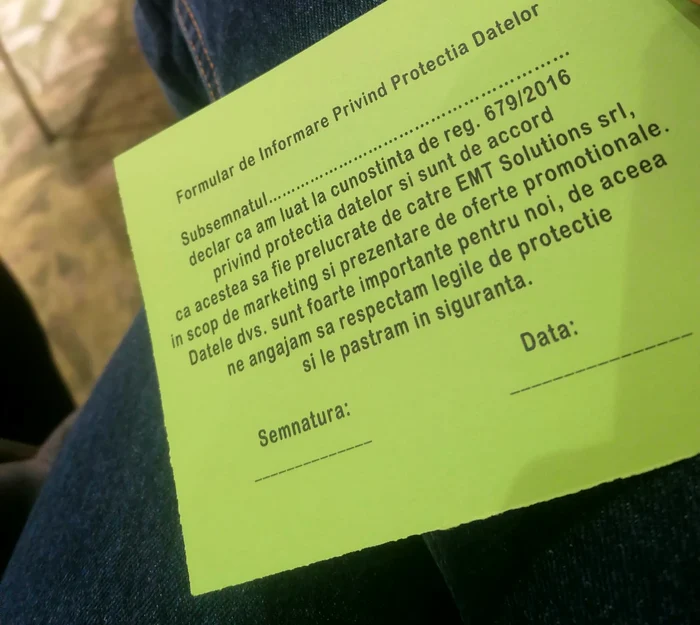 Formular de Informare Privind Protectia Datelor
Subsemnatul..........................................................
declar ca am luat la cunostinta de reg. 679/2016
privind protectia datelor si sunt de accord
ca acestea sa fie prelucrate de catre EMT Solutions srl,
in scop de marketing si prezentare de oferte promotionale.
Datele dvs. sunt foarte importante pentru noi, de aceea
ne angajam sa respectam legile de protectie
si le pastram in siguranta.
Data:
Semnatura: